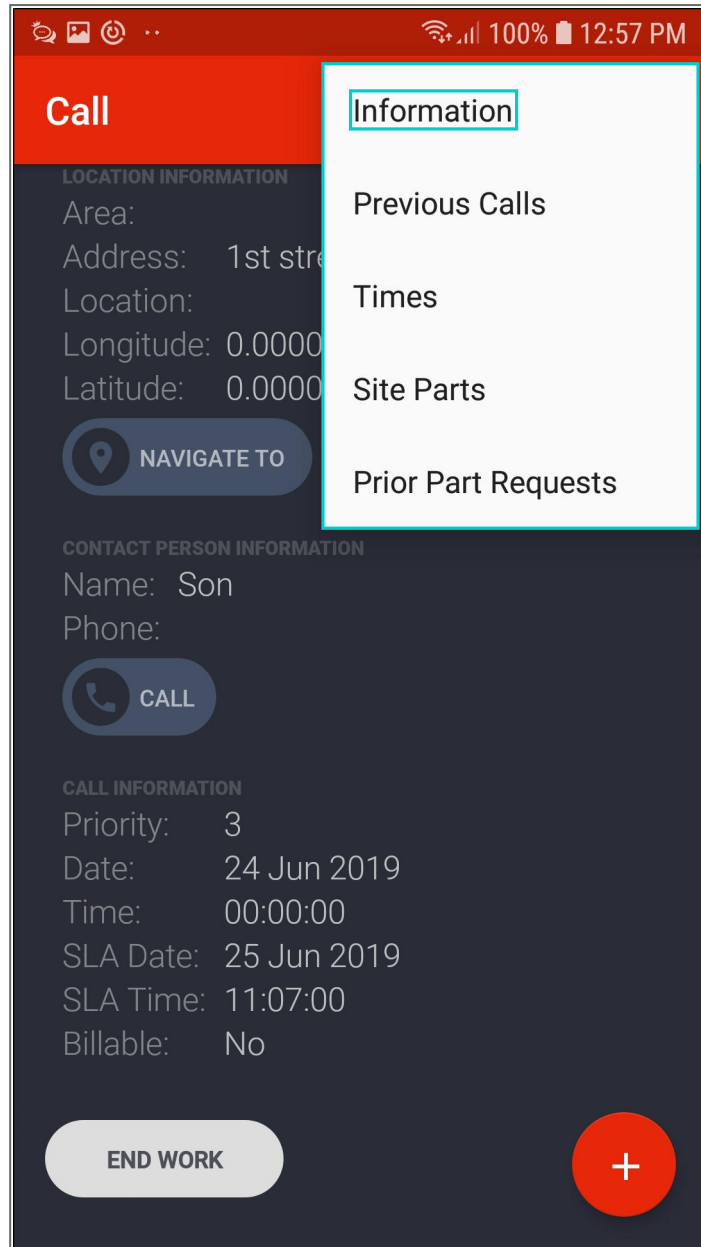 100% 12:57 PM
Call
Information
Previous Calls
Times
Site Parts
Prior Part Requests
LOCATION INFORMATION
Area:
Address: 1st stre
Location:
Longitude: 0.0000
Latitude: 0.0000
NAVIGATE TO
CONTACT PERSON INFORMATION
Name: Son
Phone:
CALL
CALL INFORMATION
Priority: 3
Date: 24 Jun 2019
Time: 00:00:00
SLA Date: 25 Jun 2019
SLA Time: 11:07:00
Billable: No
END WORK
+